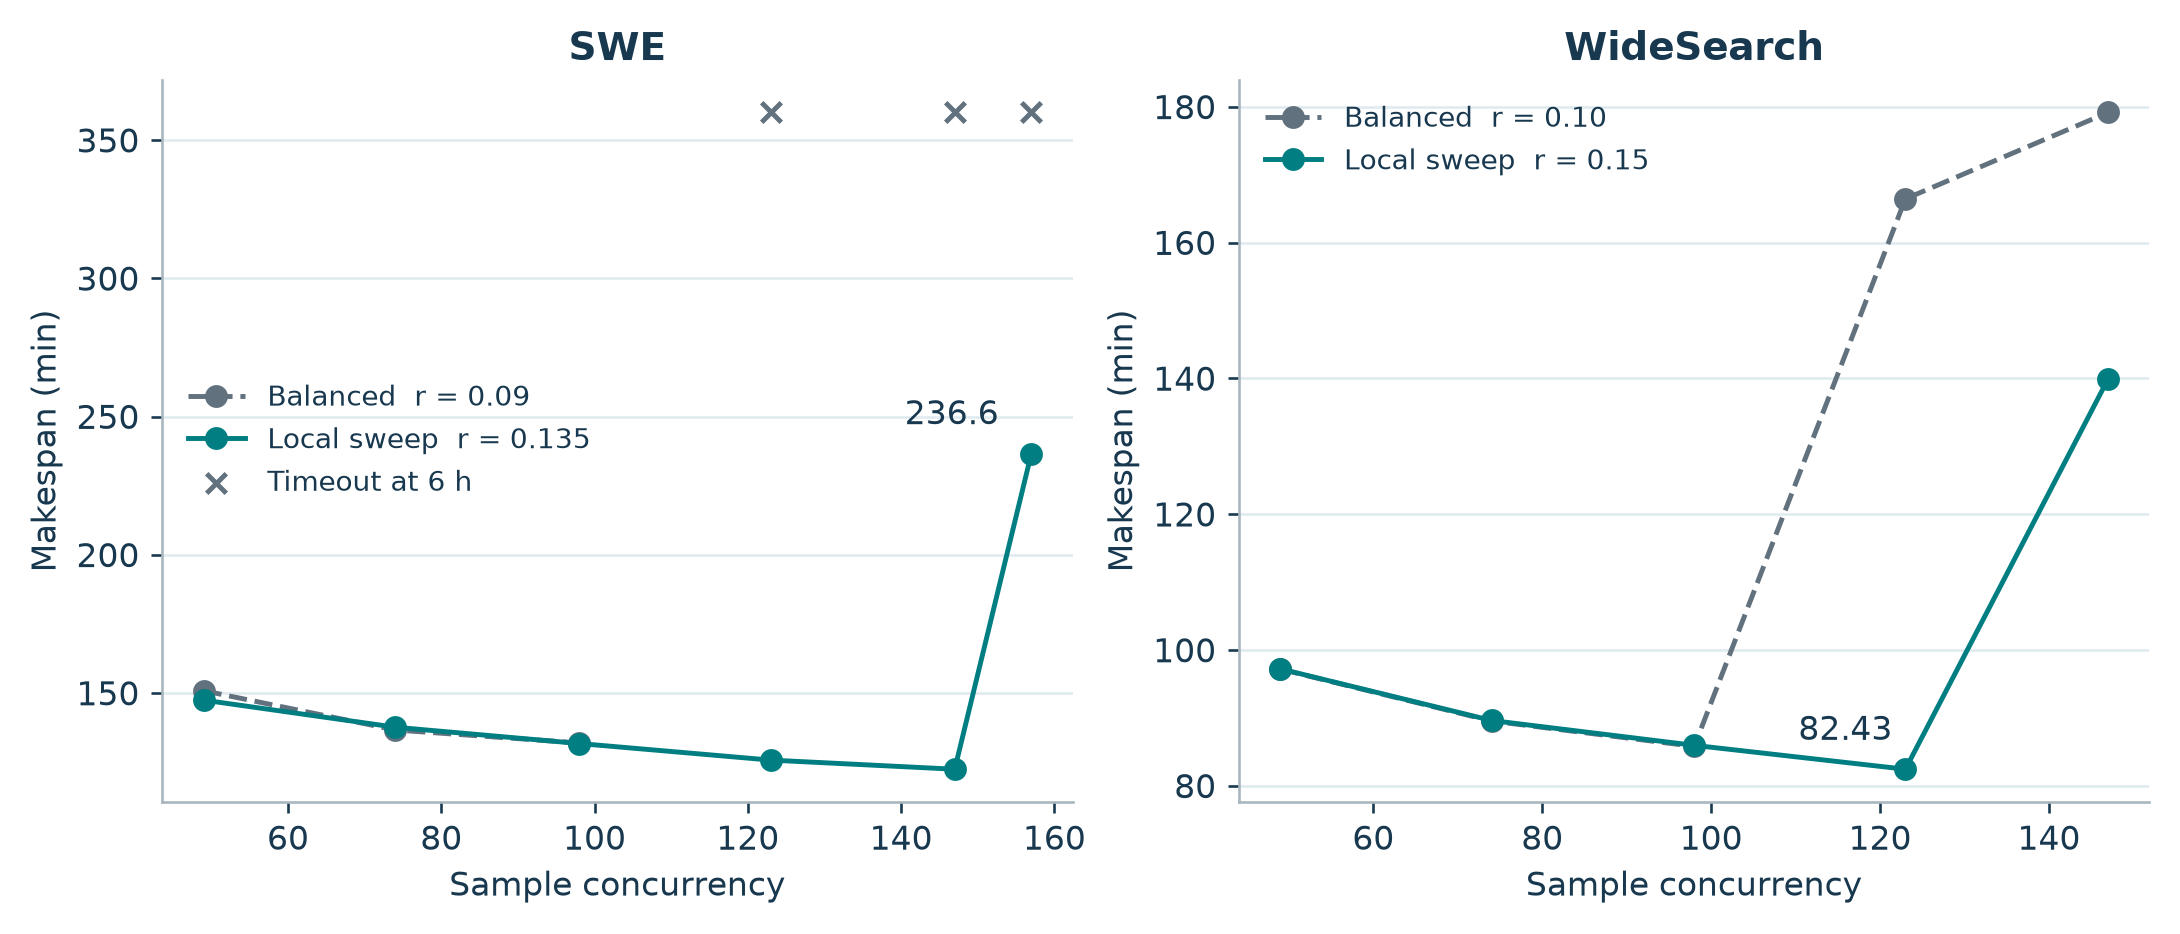 SWE
350
300
250
200
150
Makespan (min)
Balanced  r = 0.09
Local sweep  r = 0.135
Timeout at 6 h
236.6
60
80
100
120
140
160
Sample concurrency
WideSearch
180
160
140
120
100
80
Makespan (min)
Balanced  r = 0.10
Local sweep  r = 0.15
82.43
60
80
100
120
140
Sample concurrency